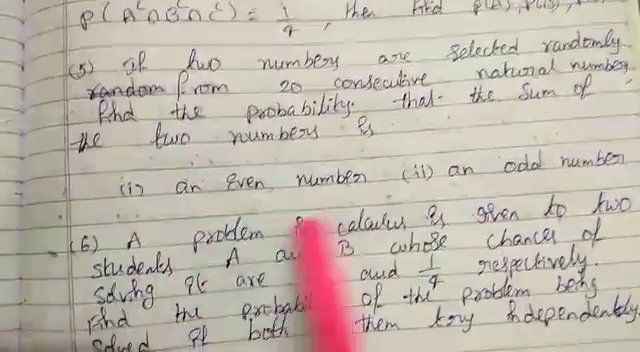 P(A^c ∩ B^c ∩ C^c) = 1/4, then find P(A), P(B),
(5) If two numbers are selected randomly
random from 20 consecutive natural number
find the probability. that the sum of
the two numbers is
(i) an even number (ii) an odd number
(6) A problem calculus is given to two
students A B whose chances of
solving it are and 1/4 respectively.
Find the of the problem being
solved if both them try independently.